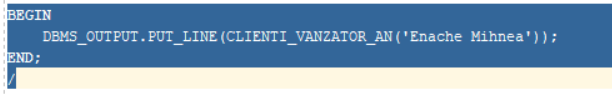 BEGIN
    DBMS_OUTPUT.PUT_LINE(CLIENTI_VANZATOR_AN('Enache Mihnea'));
END;
/